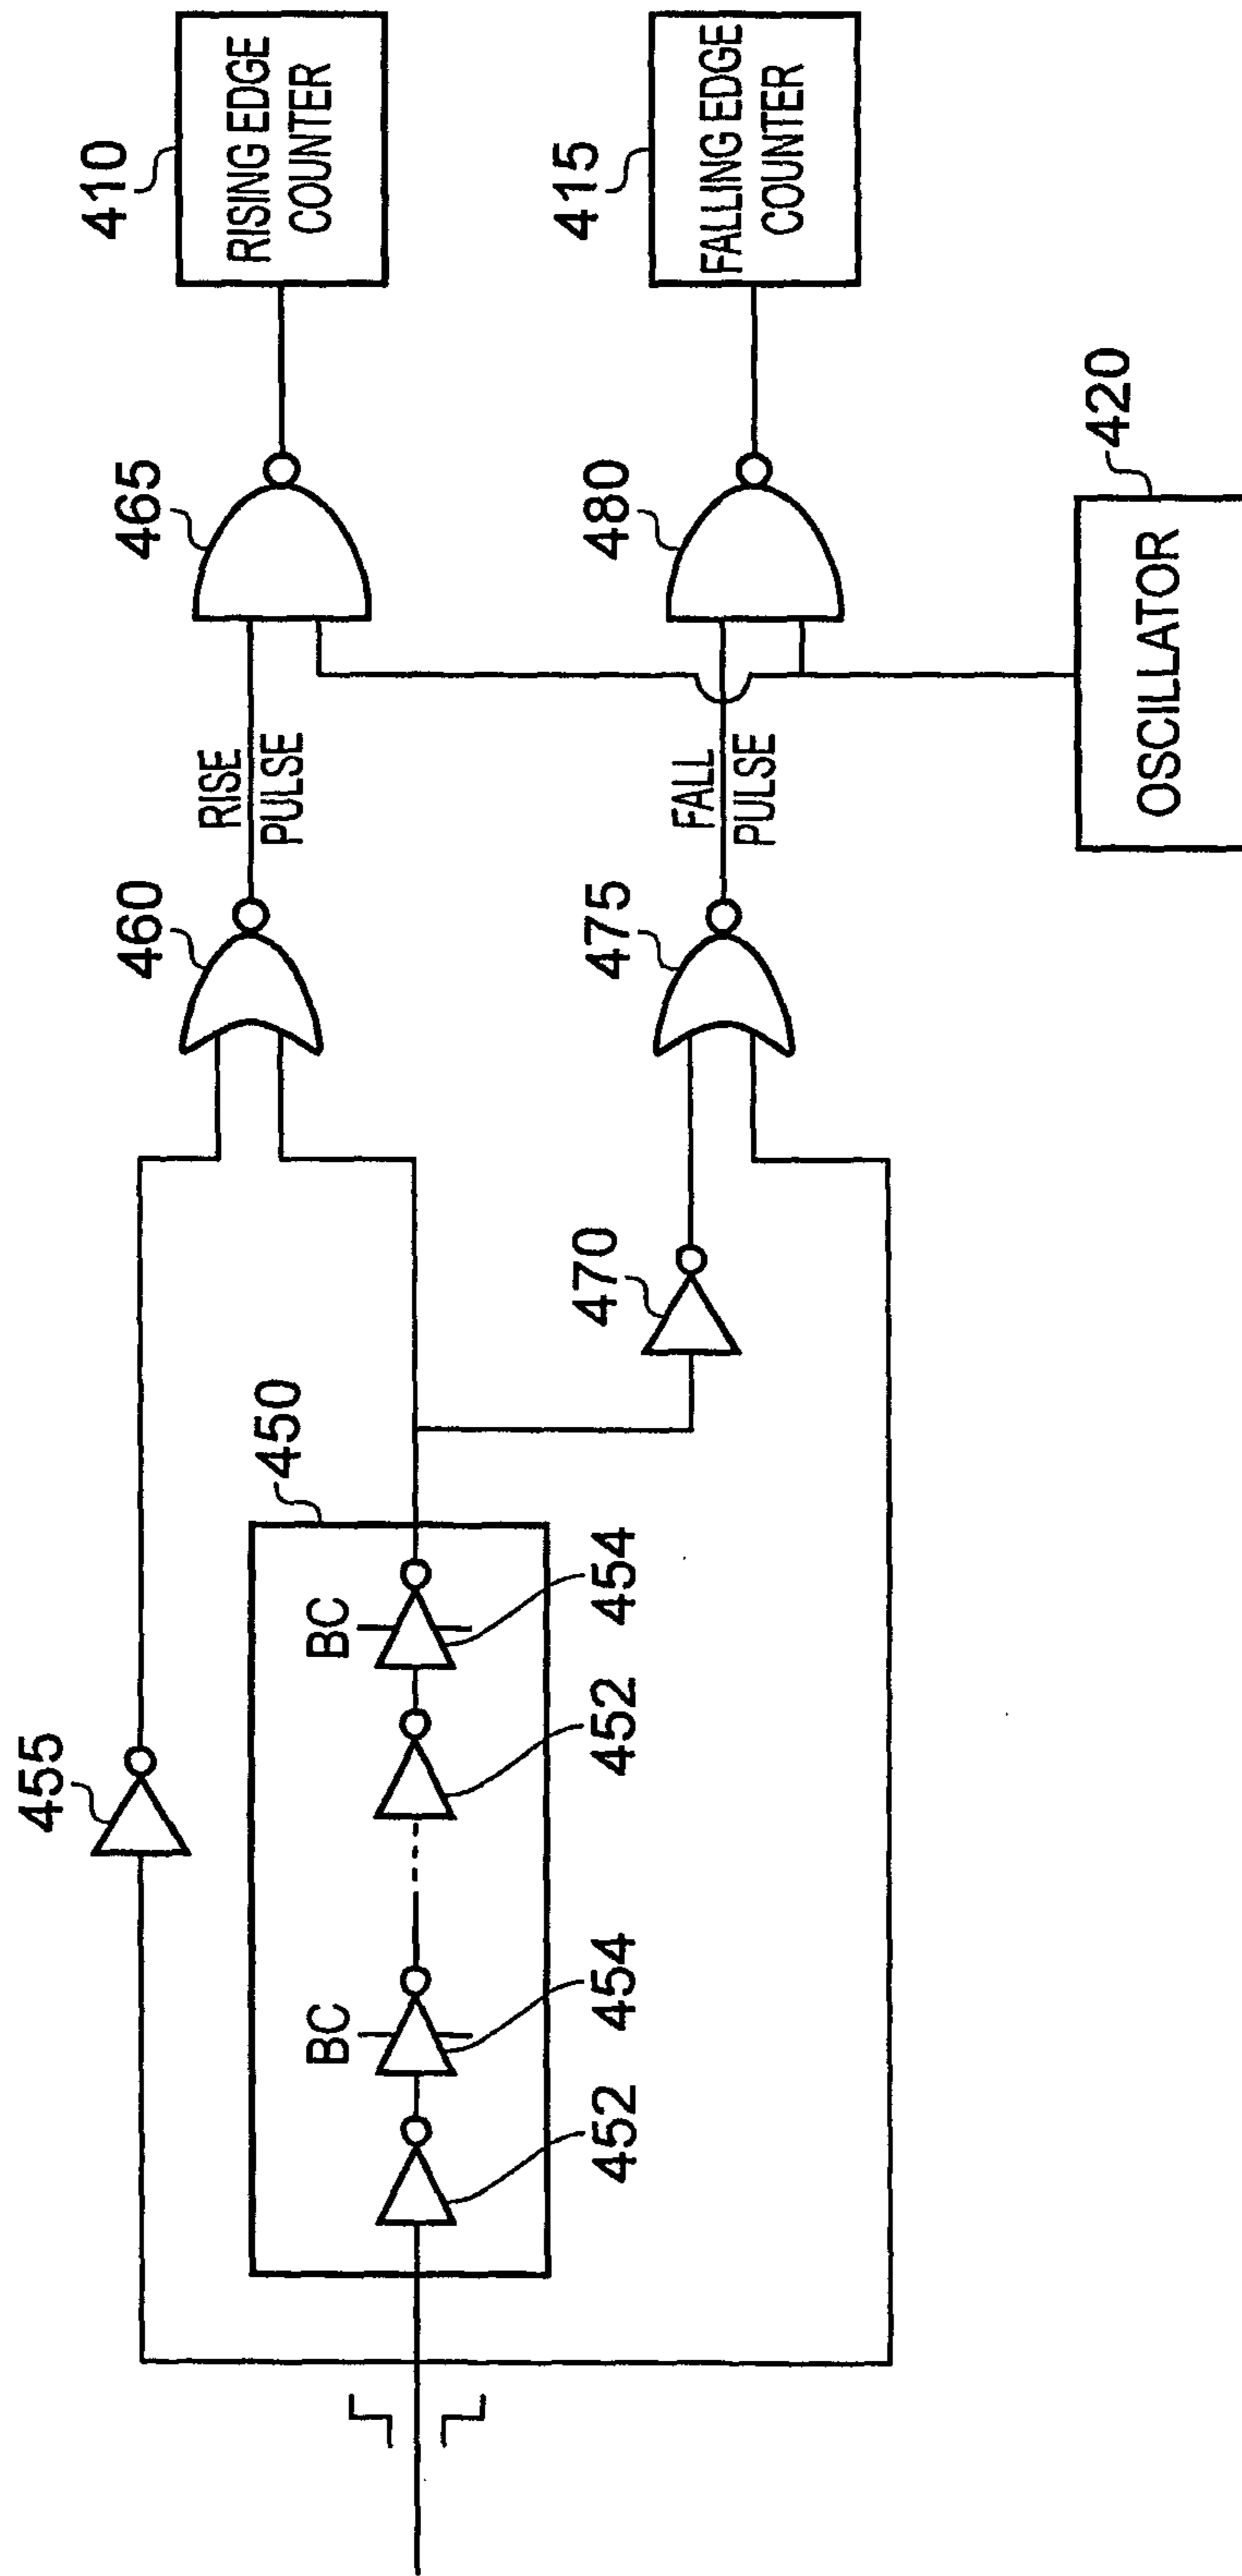 455
450
BC
BC
452
454
452
454
460
RISE
PULSE
465
410
RISING EDGE
COUNTER
470
475
FALL
PULSE
480
415
FALLING EDGE
COUNTER
420
OSCILLATOR